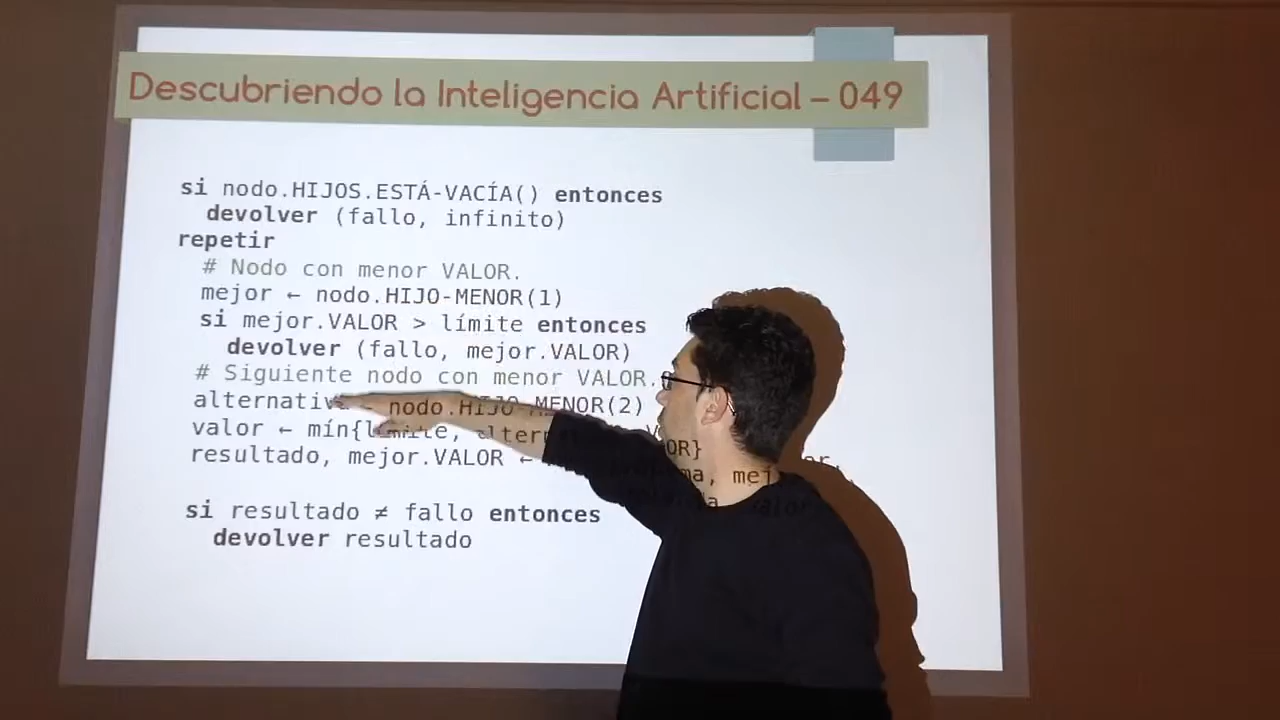 Descubriendo la Inteligencia Artificial – 049
si nodo.HIJOS.ESTÁ-VACÍA() entonces
devolver (fallo, infinito)
repetir
# Nodo con menor VALOR.
mejor ← nodo.HIJO-MENOR(1)
si mejor.VALOR > límite entonces
devolver (fallo, mejor.VALOR)
# Siguiente nodo con menor VALOR.
alternativa ← nodo.HIJO-MENOR(2)
valor ← mín{límite,
resultado, mejor.VALOR ←
si resultado ≠ fallo entonces
devolver resultado